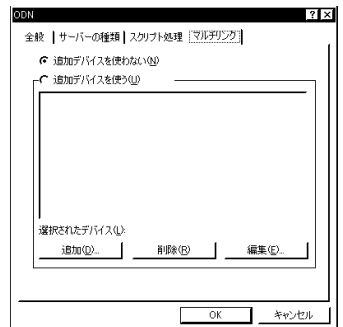 ODN
全般 サーバーの種類 スクリプト処理 マルチリンク
追加デバイスを使わない(N)
追加デバイスを使う(U)
選択されたデバイス(L):
追加(D)... 削除(R) 編集(E)...
OK キャンセル